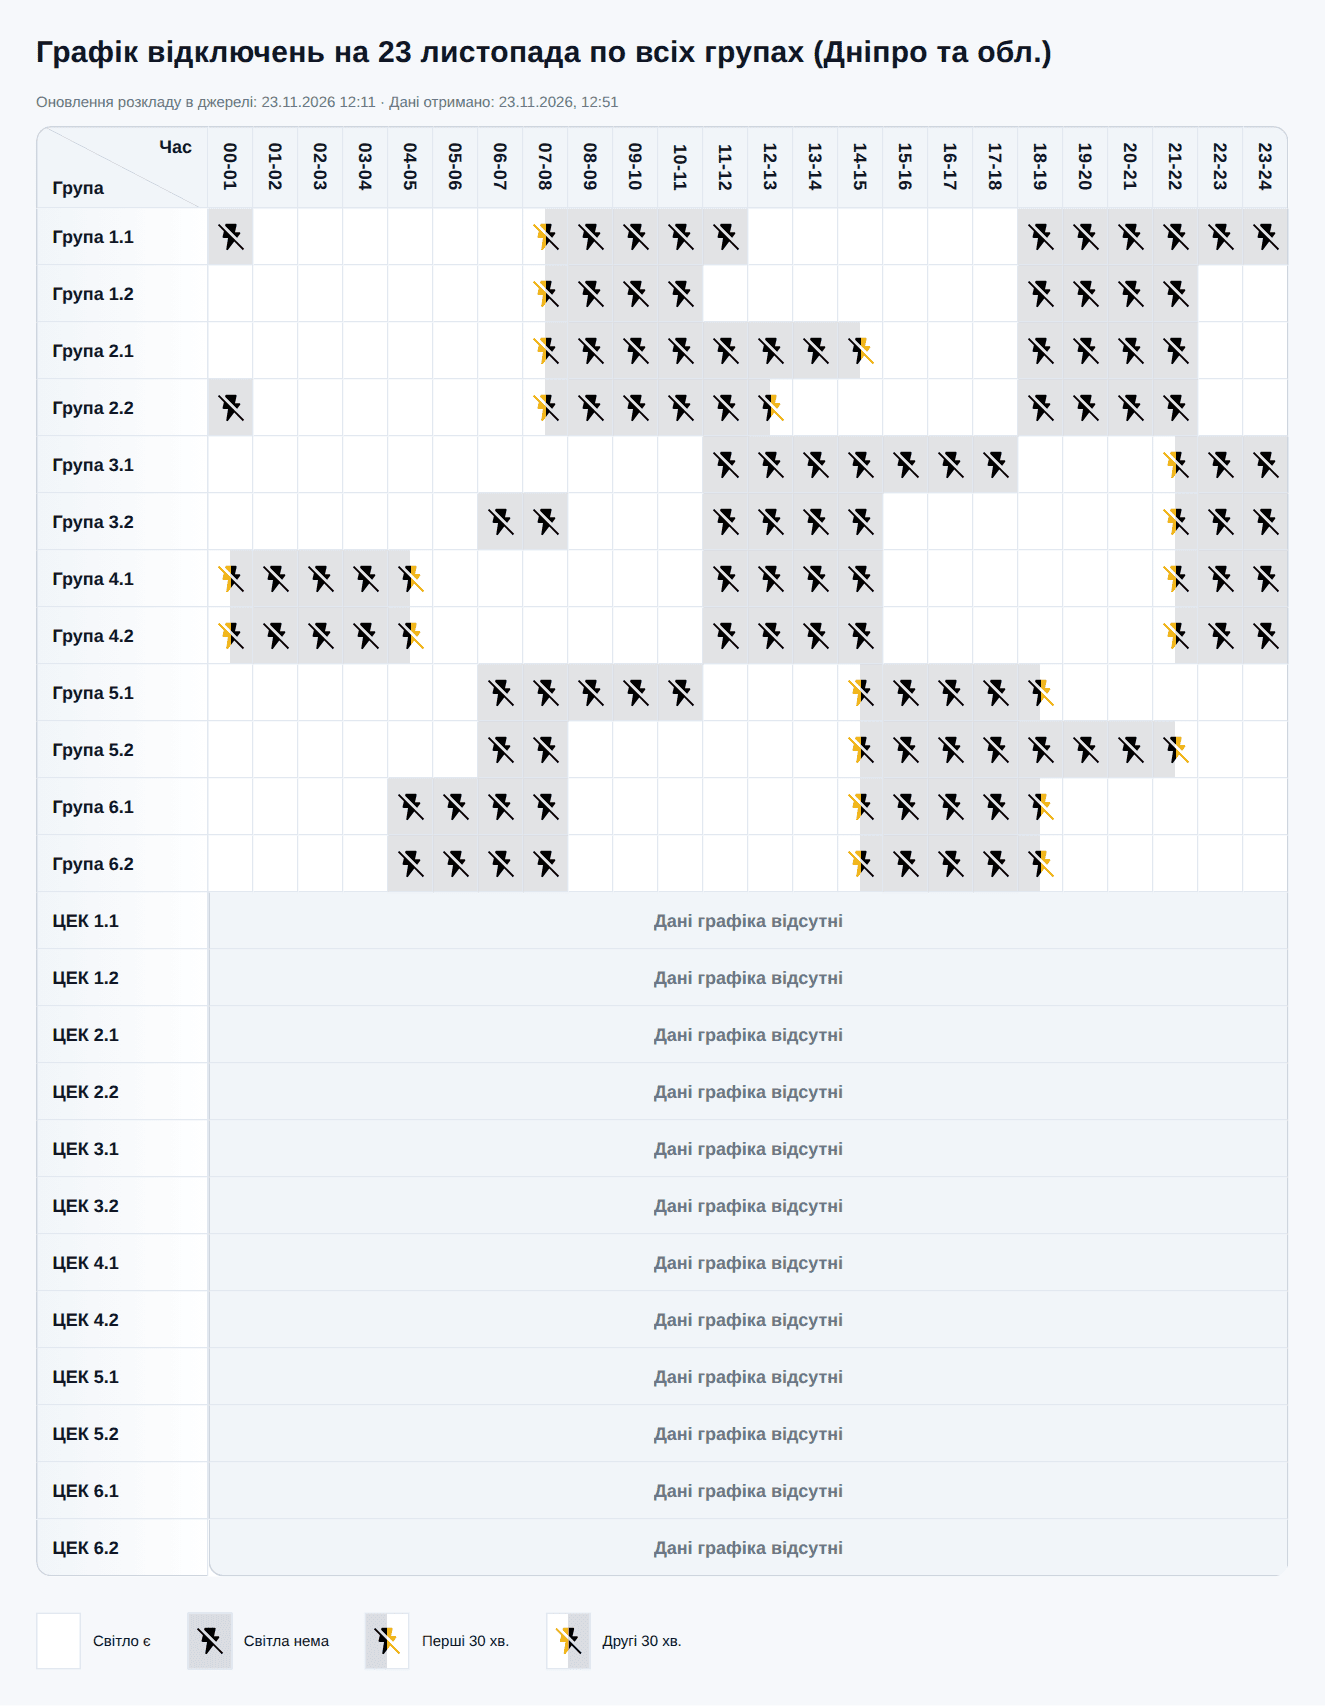 Графік відключень на 23 листопада по всіх групах (Дніпро та обл.)
Оновлення розкладу в джерелі: 23.11.2026 12:11 · Дані отримано: 23.11.2026, 12:51
Час
Група
00-01 01-02 02-03 03-04 04-05 05-06 06-07 07-08 08-09 09-10 10-11 11-12 12-13 13-14 14-15 15-16 16-17 17-18 18-19 19-20 20-21 21-22 22-23 23-24
Група 1.1
Група 1.2
Група 2.1
Група 2.2
Група 3.1
Група 3.2
Група 4.1
Група 4.2
Група 5.1
Група 5.2
Група 6.1
Група 6.2
ЦЕК 1.1 Дані графіка відсутні
ЦЕК 1.2 Дані графіка відсутні
ЦЕК 2.1 Дані графіка відсутні
ЦЕК 2.2 Дані графіка відсутні
ЦЕК 3.1 Дані графіка відсутні
ЦЕК 3.2 Дані графіка відсутні
ЦЕК 4.1 Дані графіка відсутні
ЦЕК 4.2 Дані графіка відсутні
ЦЕК 5.1 Дані графіка відсутні
ЦЕК 5.2 Дані графіка відсутні
ЦЕК 6.1 Дані графіка відсутні
ЦЕК 6.2 Дані графіка відсутні
Світло є Світла нема Перші 30 хв. Другі 30 хв.